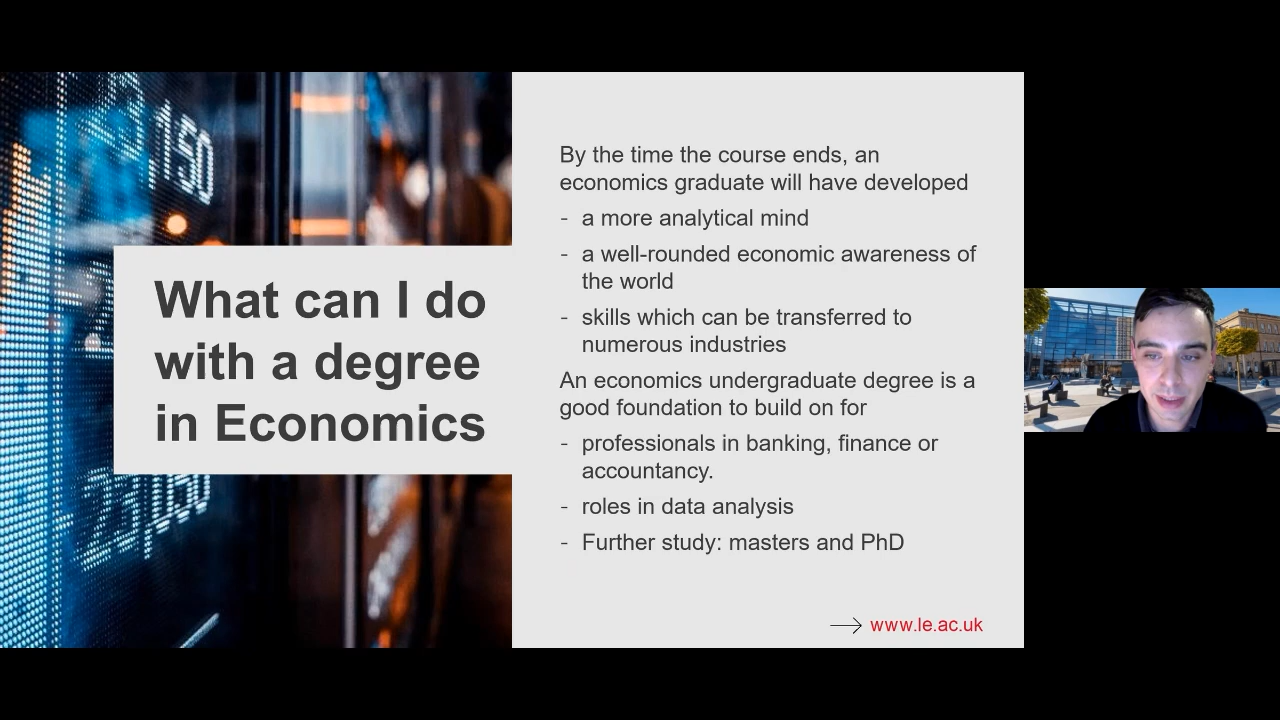 150
What can I do
with a degree
in Economics
By the time the course ends, an
economics graduate will have developed
- a more analytical mind
- a well-rounded economic awareness of
the world
- skills which can be transferred to
numerous industries
An economics undergraduate degree is a
good foundation to build on for
- professionals in banking, finance or
accountancy.
- roles in data analysis
- Further study: masters and PhD
www.le.ac.uk